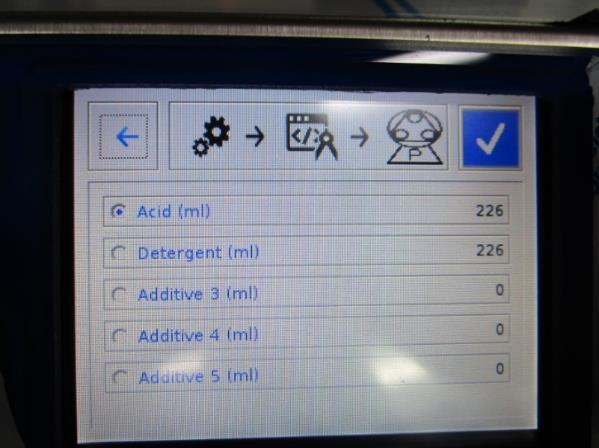 </>
P
Acid (ml) 226
Detergent (ml) 226
Additive 3 (ml) 0
Additive 4 (ml) 0
Additive 5 (ml) 0